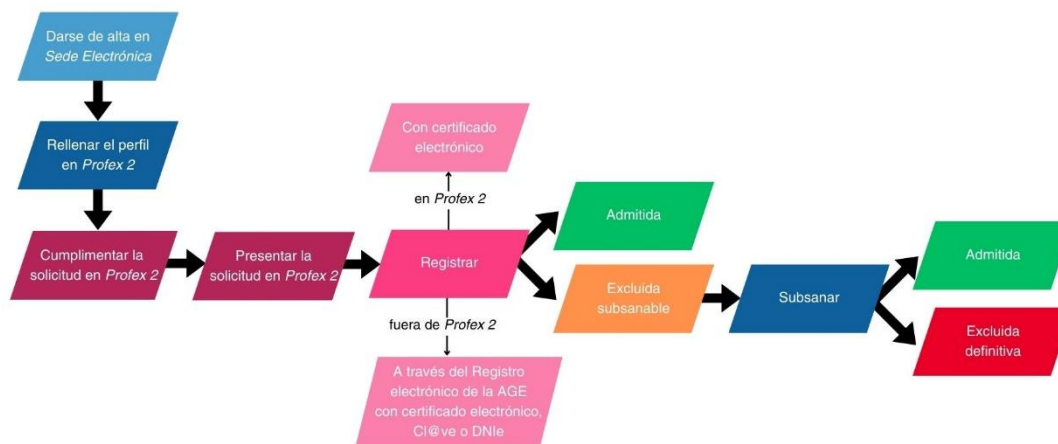 Darse de alta en
Sede Electrónica
Rellenar el perfil
en Profex 2
Cumplimentar la
solicitud en Profex 2
Presentar la
solicitud en Profex 2
Registrar
en Profex 2
Con certificado
electrónico
fuera de Profex 2
A través del Registro
electrónico de la AGE
con certificado electrónico,
Cl@ve o DNIe
Admitida
Excluida
subsanable
Subsanar
Admitida
Excluida
definitiva